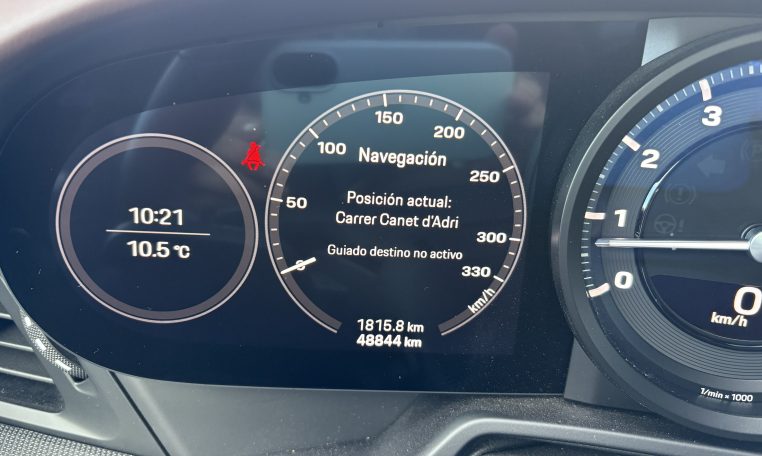 10:21
10.5 °C
0
50
100
150
200
250
300
330
km/h
Navegación
Posición actual:
Carrer Canet d'Adri
Guiado destino no activo
1815.8 km
48844 km
0
1
2
3
0
km/h
1/min × 1000